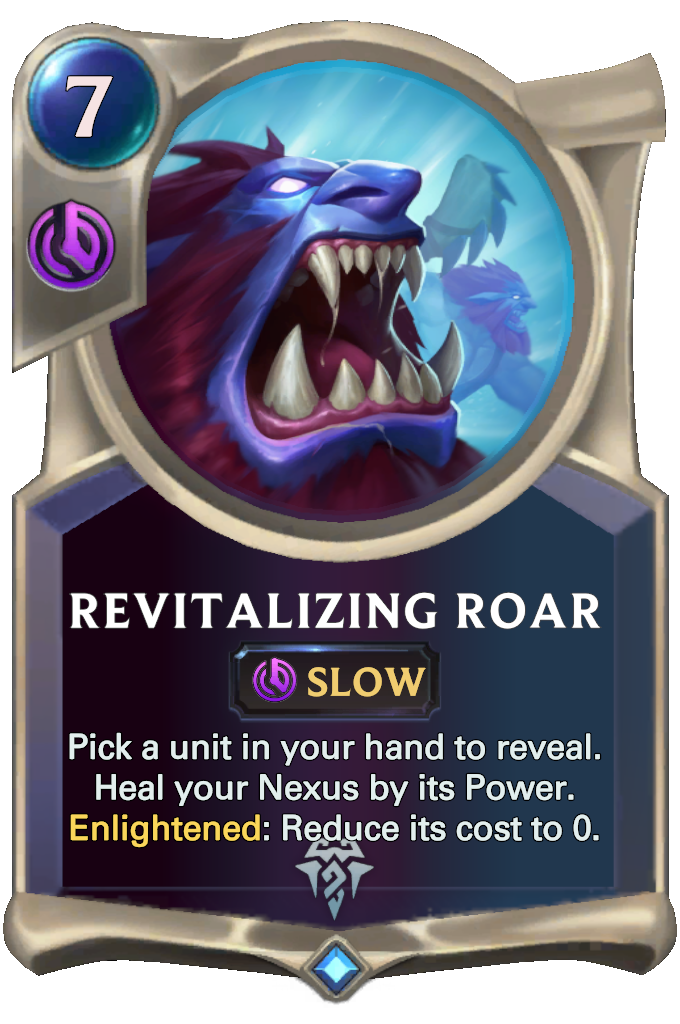 7
REVITALIZING ROAR
SLOW
Pick a unit in your hand to reveal.
Heal your Nexus by its Power.
Enlightened: Reduce its cost to 0.